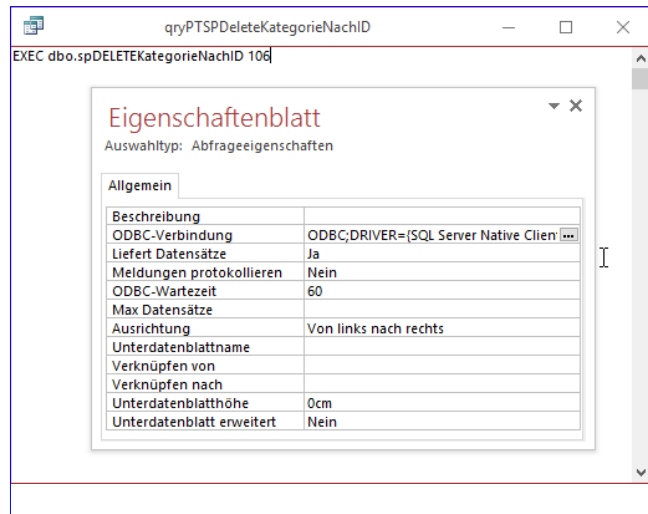 qryPTSPDeleteKategorieNachID
EXEC dbo.spDELETEKategorieNachID 106
Eigenschaftenblatt
Auswahltyp: Abfrageeigenschaften
Allgemein
Beschreibung
ODBC-Verbindung ODBC;DRIVER={SQL Server Native Clien
Liefert Datensätze Ja
Meldungen protokollieren Nein
ODBC-Wartezeit 60
Max Datensätze
Ausrichtung Von links nach rechts
Unterdatenblattname
Verknüpfen von
Verknüpfen nach
Unterdatenblatthöhe 0cm
Unterdatenblatt erweitert Nein